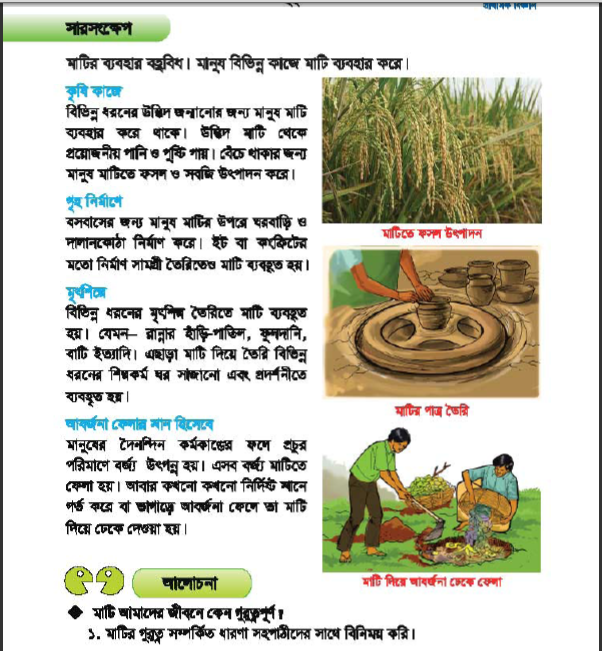 প্রাথমিক বিজ্ঞান
সারসংক্ষেপ
মাটির ব্যবহার বহুবিধ। মানুষ বিভিন্ন কাজে মাটি ব্যবহার করে।
কৃষি কাজে
বিভিন্ন ধরনের উদ্ভিদ জন্মানোর জন্য মানুষ মাটি
ব্যবহার করে থাকে। উদ্ভিদ মাটি থেকে
প্রয়োজনীয় পানি ও পুষ্টি পায়। বেঁচে থাকার জন্য
মানুষ মাটিতে ফসল ও সবজি উৎপাদন করে।
গৃহ নির্মাণে
বসবাসের জন্য মানুষ মাটির উপরে ঘরবাড়ি ও
দালানকোঠা নির্মাণ করে। ইট বা কংক্রিটের
মতো নির্মাণ সামগ্রী তৈরিতেও মাটি ব্যবহৃত হয়।
মৃৎশিল্পে
বিভিন্ন ধরনের মৃৎশিল্প তৈরিতে মাটি ব্যবহৃত
হয়। যেমন– রান্নার হাঁড়ি-পাতিল, ফুলদানি,
বাটি ইত্যাদি। এছাড়া মাটি দিয়ে তৈরি বিভিন্ন
ধরনের শিল্পকর্ম ঘর সাজানো এবং প্রদর্শনীতে
ব্যবহৃত হয়।
আবর্জনা ফেলার স্থান হিসেবে
মানুষের দৈনন্দিন কর্মকাণ্ডের ফলে প্রচুর
পরিমাণে বর্জ্য উৎপন্ন হয়। এসব বর্জ্য মাটিতে
ফেলা হয়। আবার কখনো কখনো নির্দিষ্ট স্থানে
গর্ত করে বা ভাগাড়ে আবর্জনা ফেলে তা মাটি
দিয়ে ঢেকে দেওয়া হয়।
মাটিতে ফসল উৎপাদন
মাটির পাত্র তৈরি
মাটি দিয়ে আবর্জনা ঢেকে ফেলা
আলোচনা
◆ মাটি আমাদের জীবনে কেন গুরুত্বপূর্ণ?
১. মাটির গুরুত্ব সম্পর্কিত ধারণা সহপাঠীদের সাথে বিনিময় করি।